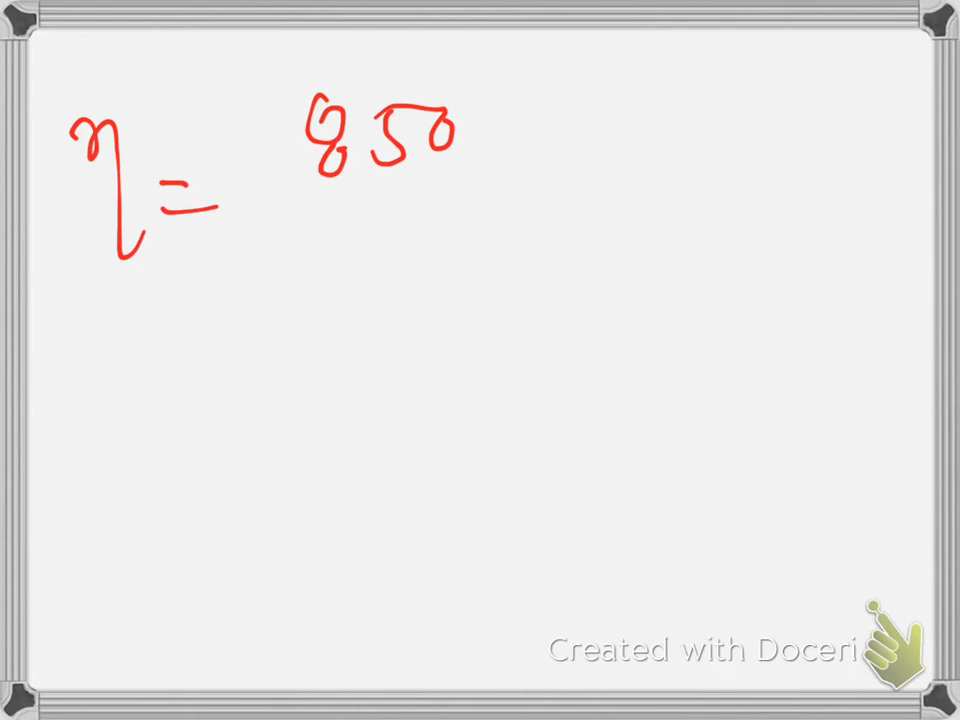 η = 850
Created with Doceri